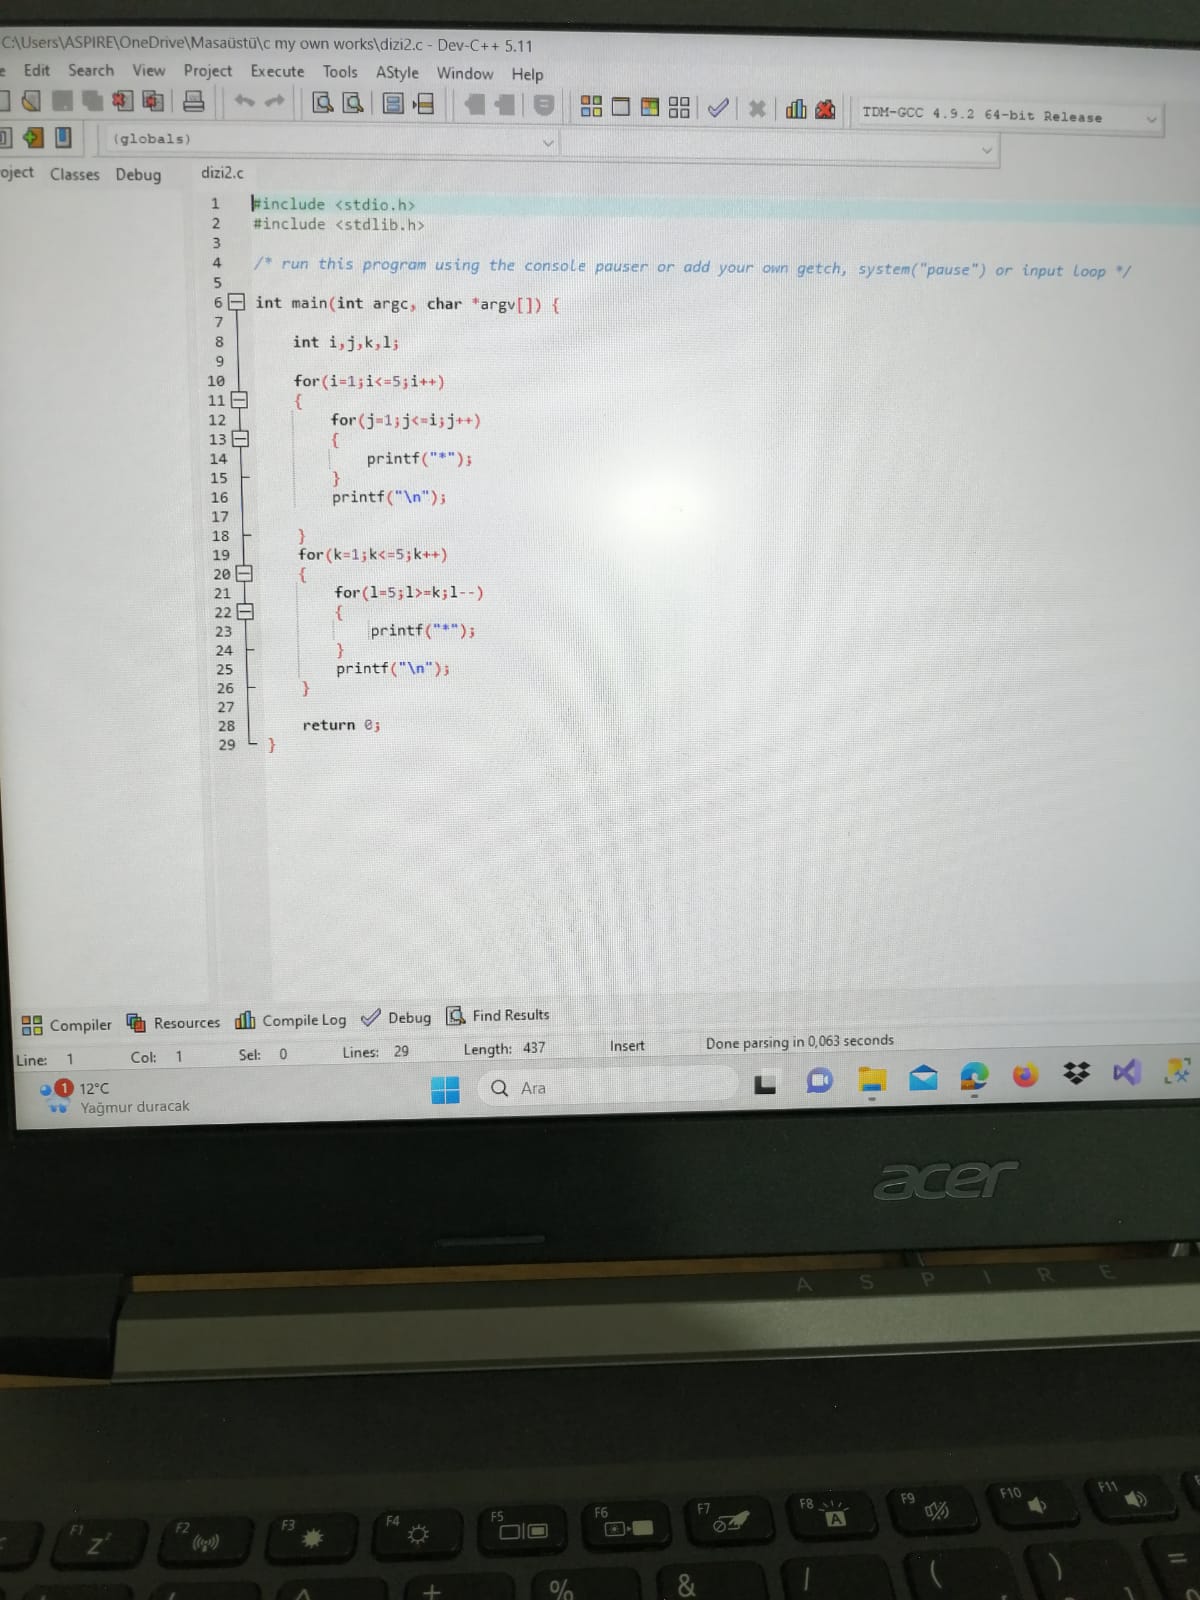 C:\Users\ASPIRE\OneDrive\Masaüstü\c my own works\dizi2.c - Dev-C++ 5.11
Edit Search View Project Execute Tools AStyle Window Help
TDM-GCC 4.9.2 64-bit Release
(globals)
oject Classes Debug dizi2.c
1 #include <stdio.h>
2 #include <stdlib.h>
3
4 /* run this program using the console pauser or add your own getch, system("pause") or input loop */
5
6 int main(int argc, char *argv[]) {
7
8 int i,j,k,l;
9
10 for(i=1;i<=5;i++)
11 {
12 for(j=1;j<=i;j++)
13 {
14 printf("*");
15 }
16 printf("\n");
17
18 }
19 for(k=1;k<=5;k++)
20 {
21 for(l=5;l>=k;l--)
22 {
23 printf("*");
24 }
25 printf("\n");
26 }
27
28 return 0;
29 }
Compiler Resources Compile Log Debug Find Results
Line: 1 Col: 1 Sel: 0 Lines: 29 Length: 437 Insert Done parsing in 0,063 seconds
1 12°C
Yağmur duracak
Ara
acer
ASPIRE
F1 F2 F3 F4 F5 F6 F7 F8 F9 F10 F11
Z A
+ % & / ( ) =